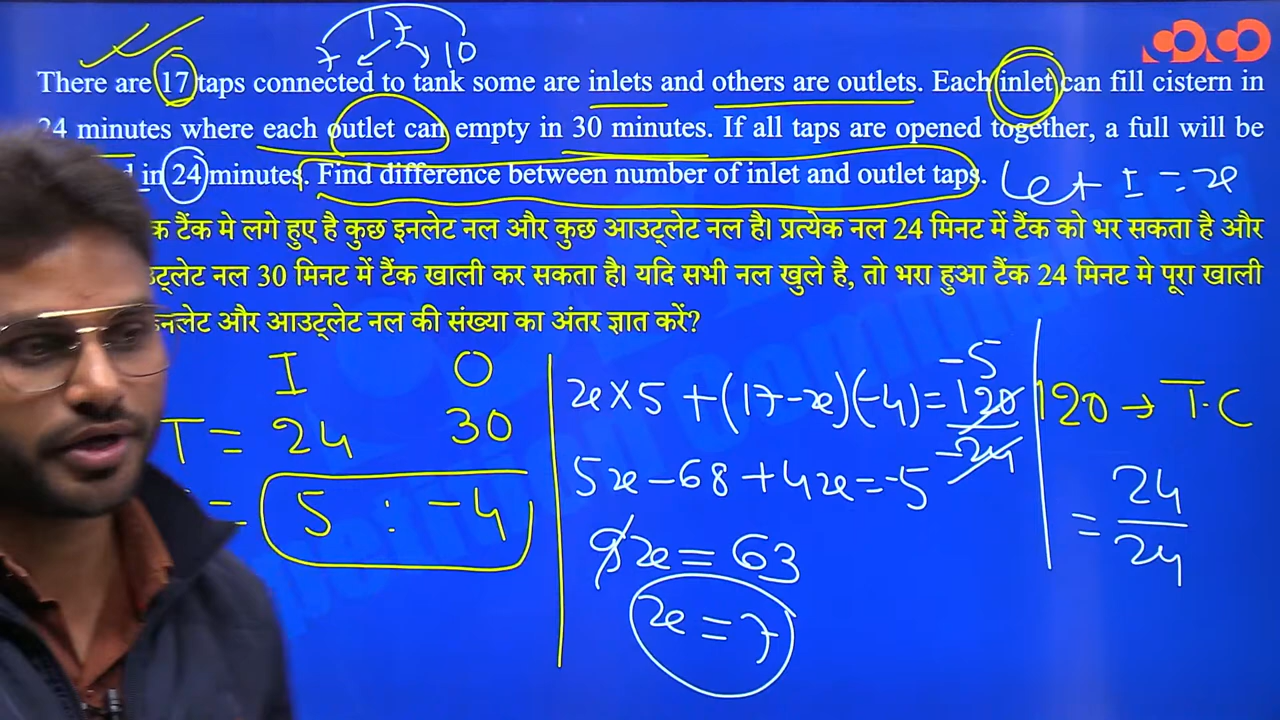 17
7 10
There are 17 taps connected to tank some are inlets and others are outlets. Each inlet can fill cistern in
24 minutes where each outlet can empty in 30 minutes. If all taps are opened together, a full will be
in 24 minutes. Find difference between number of inlet and outlet taps. Let I = x
टैंक मे लगे हुए है कुछ इनलेट नल और कुछ आउट्लेट नल है। प्रत्येक नल 24 मिनट में टैंक को भर सकता है और
नल 30 मिनट में टैंक खाली कर सकता है। यदि सभी नल खुले है, तो भरा हुआ टैंक 24 मिनट मे पूरा खाली
और आउट्लेट नल की संख्या का अंतर ज्ञात करें?
I O
T = 24 30
= 5 : -4
x×5 + (17-x)(-4) = 120/-24 -5
5x-68+4x=-5
9x = 63
x = 7
120 → T.C
= 24/24